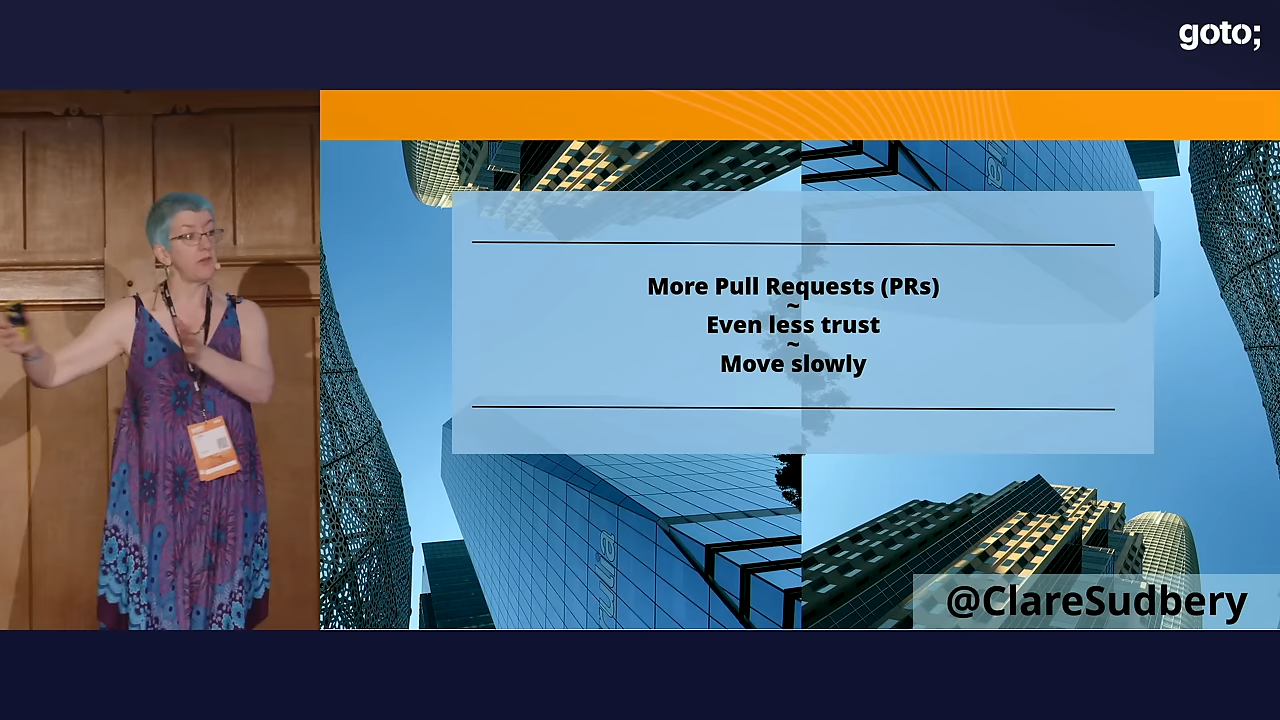 goto;
More Pull Requests (PRs)
~
Even less trust
~
Move slowly
@ClareSudbery